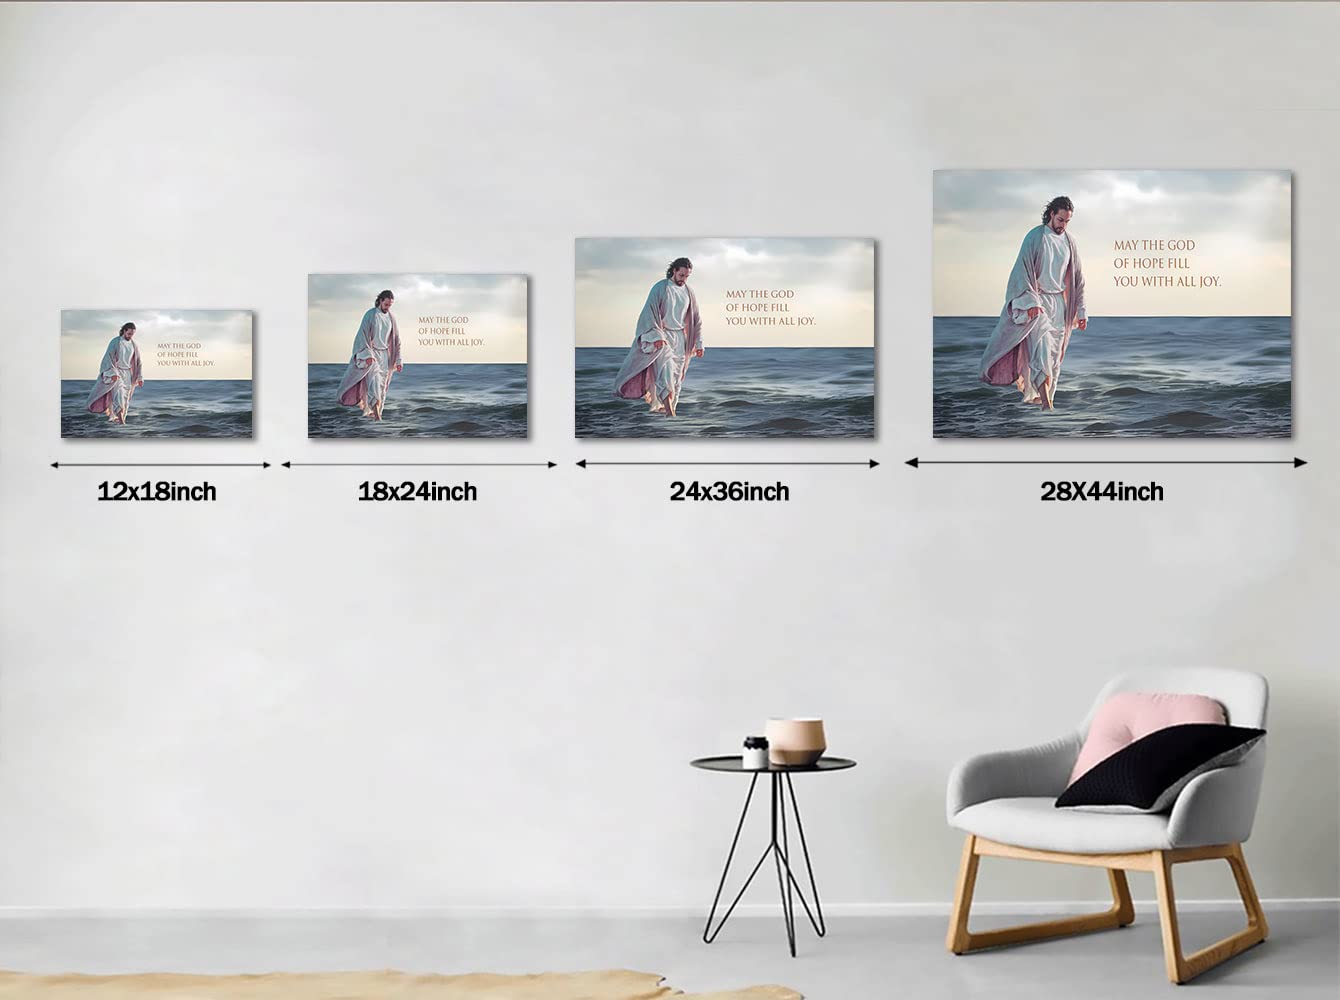 MAY THE GOD
OF HOPE FILL
YOU WITH ALL JOY.
MAY THE GOD
OF HOPE FILL
YOU WITH ALL JOY.
MAY THE GOD
OF HOPE FILL
YOU WITH ALL JOY.
MAY THE GOD
OF HOPE FILL
YOU WITH ALL JOY.
12x18inch
18x24inch
24x36inch
28X44inch